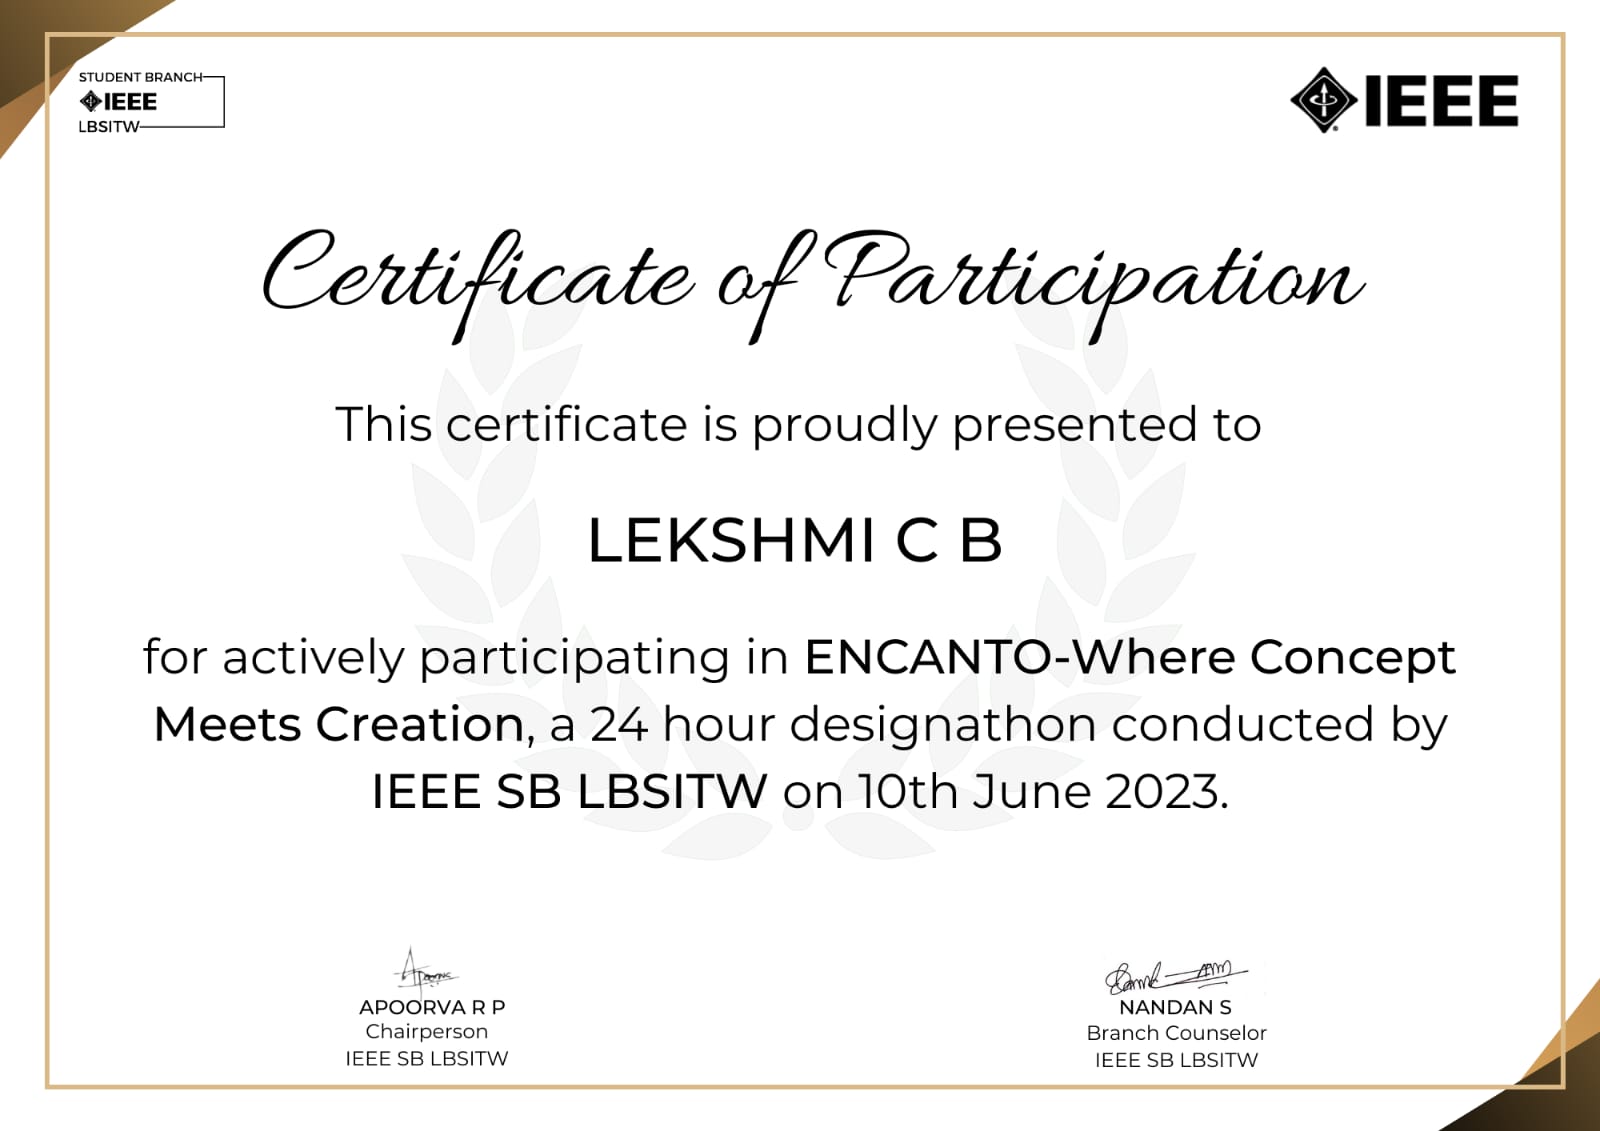 STUDENT BRANCH
IEEE
LBSITW
IEEE
Certificate of Participation
This certificate is proudly presented to
LEKSHMI C B
for actively participating in ENCANTO-Where Concept
Meets Creation, a 24 hour designathon conducted by
IEEE SB LBSITW on 10th June 2023.
APOORVA R P
Chairperson
IEEE SB LBSITW
NANDAN S
Branch Counselor
IEEE SB LBSITW